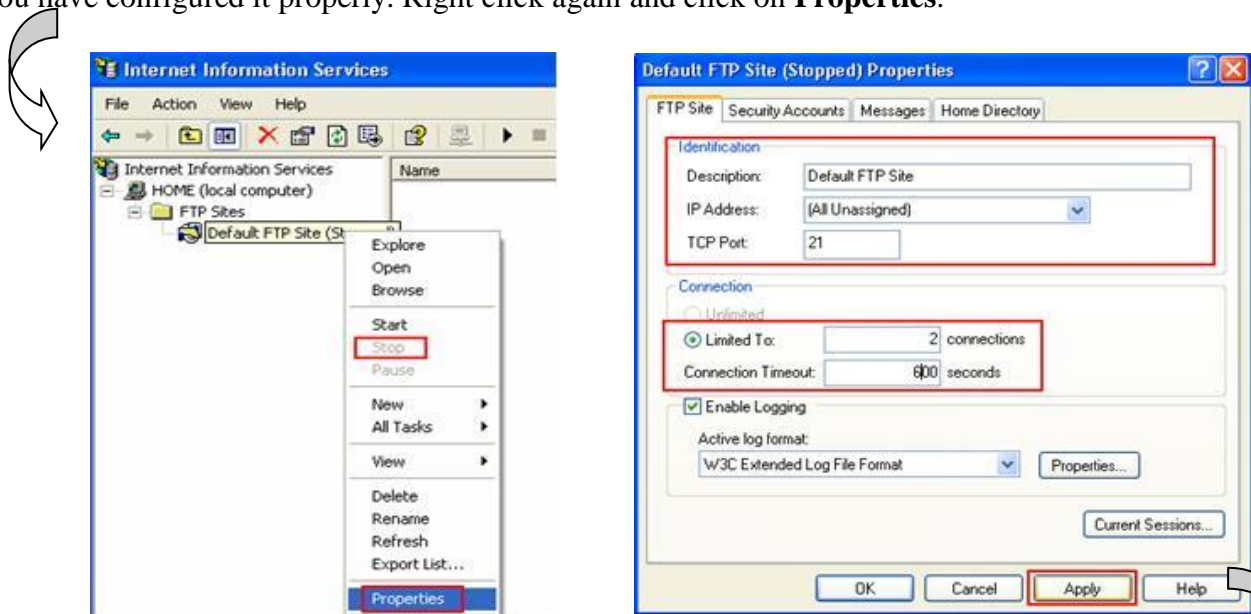 ou have configured it properly. Right click again and click on Properties.
Internet Information Services
File Action View Help
Internet Information Services
HOME (local computer)
FTP Sites
Default FTP Site (St
Name
Explore
Open
Browse
Start
Stop
Pause
New
All Tasks
View
Delete
Rename
Refresh
Export List...
Properties
Default FTP Site (Stopped) Properties
FTP Site Security Accounts Messages Home Directory
Identification
Description: Default FTP Site
IP Address: (All Unassigned)
TCP Port: 21
Connection
Unlimited
Limited To: 2 connections
Connection Timeout: 600 seconds
Enable Logging
Active log format:
W3C Extended Log File Format Properties...
Current Sessions...
OK Cancel Apply Help